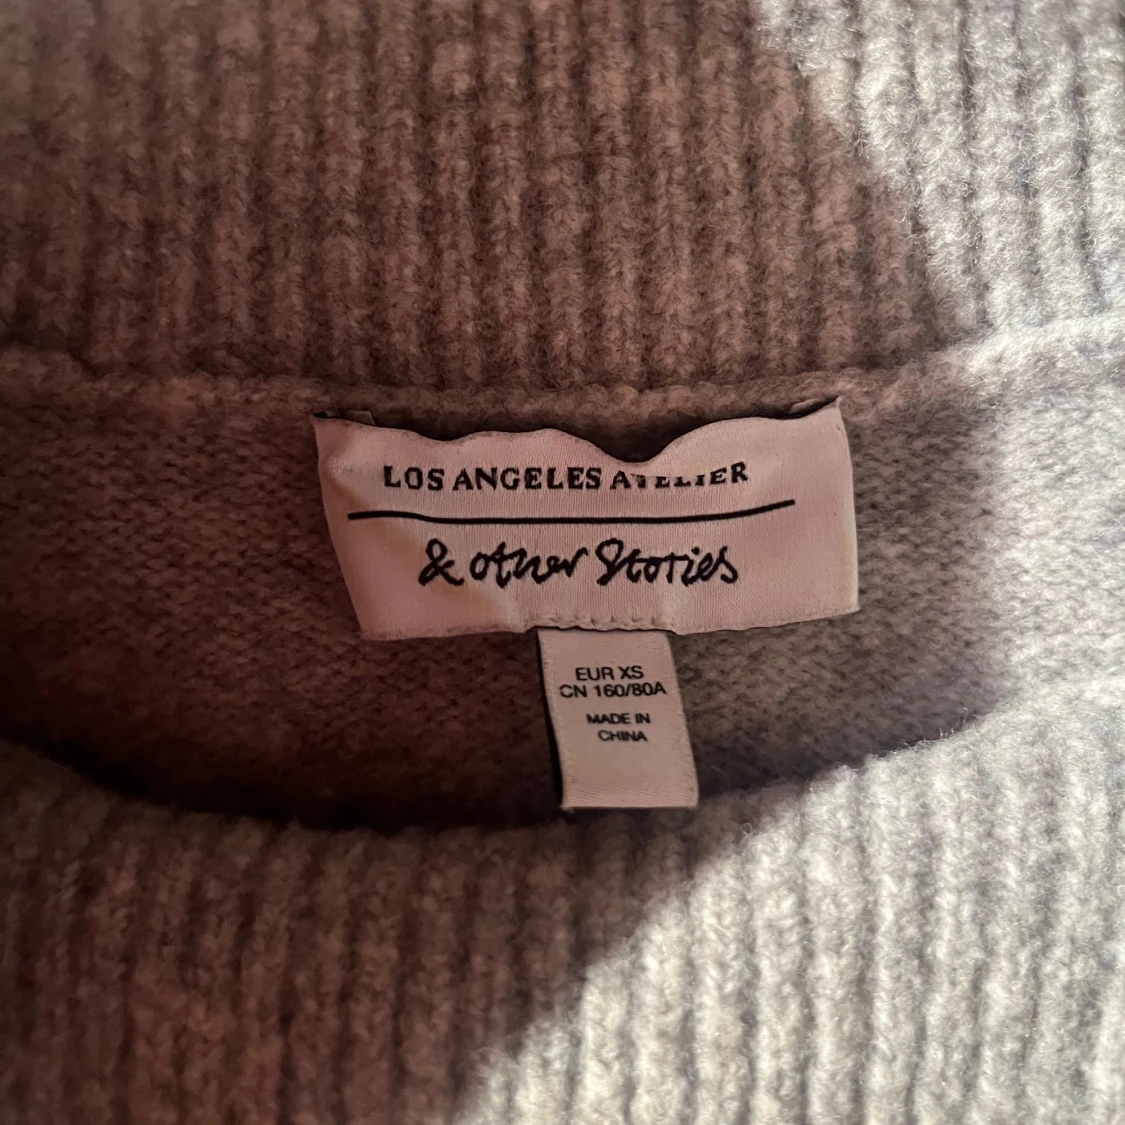 LOS ANGELES ATELIER
& other Stories
EUR XS
CN 160/80A
MADE IN
CHINA